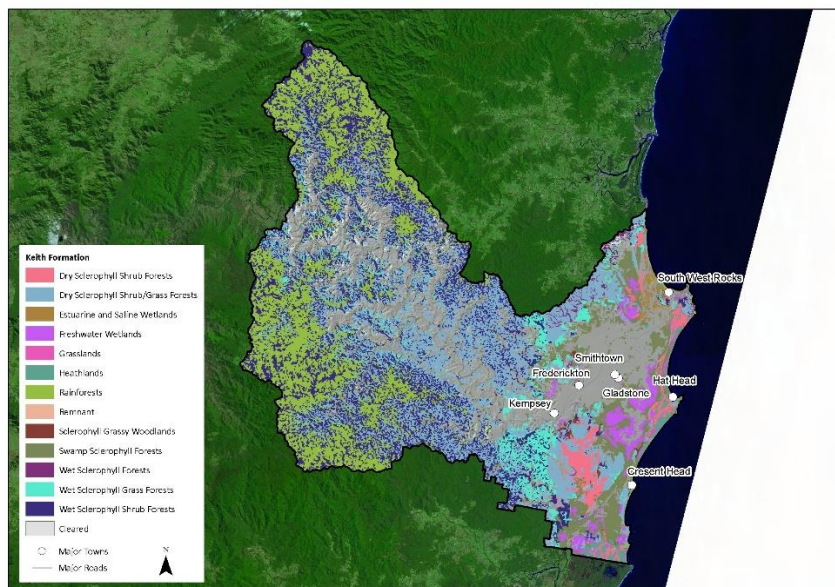 South West Rocks
Smithtown
Frederickton
Gladstone
Hat Head
Kempsey
Cresent Head
Keith Formation
Dry Sclerophyll Shrub Forests
Dry Sclerophyll Shrub/Grass Forests
Estuarine and Saline Wetlands
Freshwater Wetlands
Grasslands
Heathlands
Rainforests
Remnant
Sclerophyll Grassy Woodlands
Swamp Sclerophyll Forests
Wet Sclerophyll Forests
Wet Sclerophyll Grass Forests
Wet Sclerophyll Shrub Forests
Cleared
Major Towns
Major Roads
N